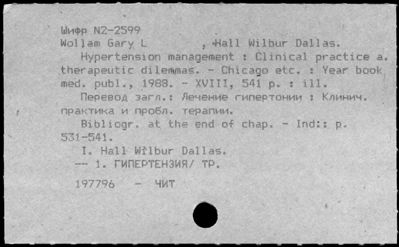 Шифр N2-2599
Wollam Gary L , Hall Wilbur Dallas.
Hypertension management : Clinical practice a.
therapeutic dilemmas. - Chicago etc. : Year book
med. publ., 1988. - XVIII, 541 p. : ill.
Перевод загл.: Лечение гипертонии : Клинич.
практика и пробл. терапии.
Bibliogr. at the end of chap. - Ind.: p.
531-541.
I. Hall Wilbur Dallas.
-- 1. ГИПЕРТЕНЗИЯ/ ТР.
197796 - ЧИТ